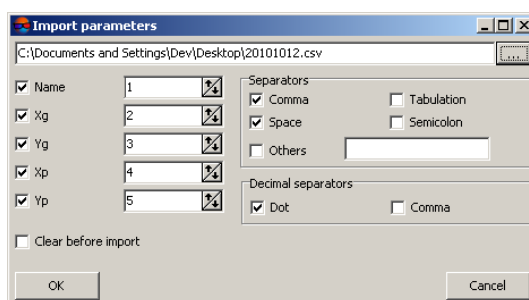 Import parameters
C:\Documents and Settings\Dev\Desktop\20101012.csv ...
Name 1
Xg 2
Yg 3
Xp 4
Yp 5
Clear before import
Separators
Comma Tabulation
Space Semicolon
Others
Decimal separators
Dot Comma
OK Cancel